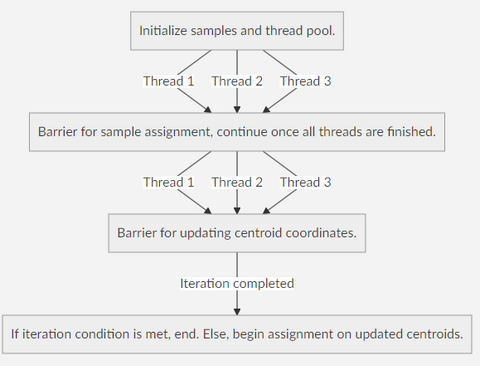 Initialize samples and thread pool.
Thread 1 Thread 2 Thread 3
Barrier for sample assignment, continue once all threads are finished.
Thread 1 Thread 2 Thread 3
Barrier for updating centroid coordinates.
Iteration completed
If iteration condition is met, end. Else, begin assignment on updated centroids.